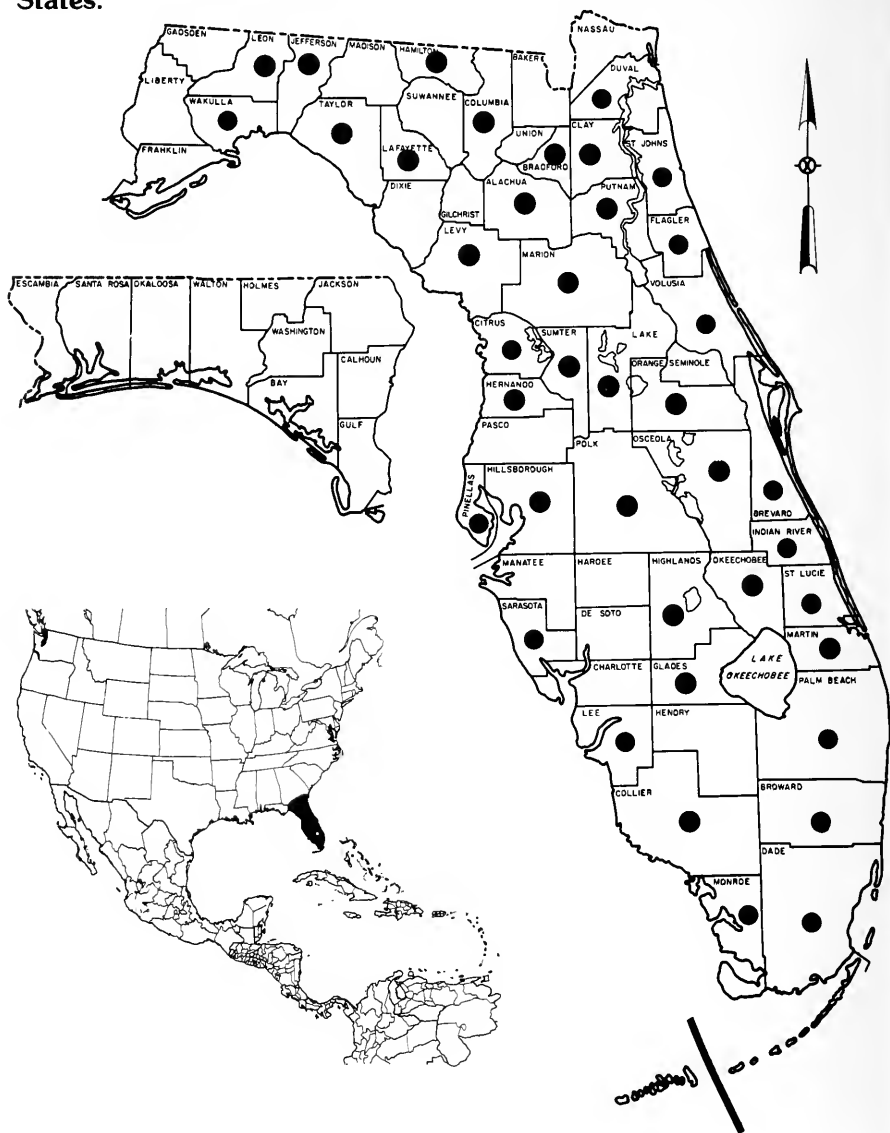 States.
NASSAU
GADSDEN
LEON
JEFFERSON
MADISON
HAMILTON
BAKER
DUVAL
LIBERTY
WAKULLA
TAYLOR
SUWANNEE
COLUMBIA
UNION
CLAY
ST JOHNS
FRAHKLIN
LAFAYETTE
BRADFORD
DIXIE
ALACHUA
PUTNAM
GILCHRIST
FLAGLER
LEVY
MARION
VOLUSIA
ESCAMBIA
SANTA ROSA
OKALOOSA
WALTON
HOLMES
JACKSON
WASHINGTON
CALHOUN
BAY
GULF
CITRUS
SUMTER
LAKE
ORANGE
SEMINOLE
HERNANDO
PASCO
POLK
OSCEOLA
HILLSBOROUGH
PINELLAS
BREVARD
INDIAN RIVER
MANATEE
HARDEE
HIGHLANDS
OKEECHOBEE
ST LUCIE
SARASOTA
DE SOTO
MARTIN
CHARLOTTE
GLADES
LAKE
OKEECHOBEE
PALM BEACH
LEE
HENDRY
COLLIER
BROWARD
DADE
MONROE